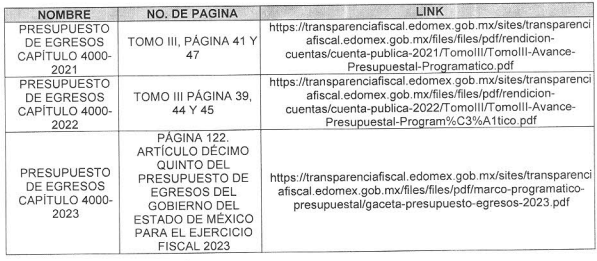 NOMBRE NO. DE PAGINA LINK
PRESUPUESTO
DE EGRESOS
CAPÍTULO 4000-
2021
TOMO III, PÁGINA 41 Y
47
https://transparenciafiscal.edomex.gob.mx/sites/transparenci
afiscal.edomex.gob.mx/files/files/pdf/rendicion-
cuentas/cuenta-publica-2021/TomoIII/TomoIII-Avance-
Presupuestal-Programatico.pdf
PRESUPUESTO
DE EGRESOS
CAPÍTULO 4000-
2022
TOMO III PÁGINA 39,
44 Y 45
https://transparenciafiscal.edomex.gob.mx/sites/transparenci
afiscal.edomex.gob.mx/files/files/pdf/rendicion-
cuentas/cuenta-publica-2022/TomoIII/TomoIII-Avance-
Presupuestal-Program%C3%A1tico.pdf
PRESUPUESTO
DE EGRESOS
CAPÍTULO 4000-
2023
PÁGINA 122.
ARTÍCULO DÉCIMO
QUINTO DEL
PRESUPUESTO DE
EGRESOS DEL
GOBIERNO DEL
ESTADO DE MÉXICO
PARA EL EJERCICIO
FISCAL 2023
https://transparenciafiscal.edomex.gob.mx/sites/transparenci
afiscal.edomex.gob.mx/files/files/pdf/marco-programatico-
presupuestal/gaceta-presupuesto-egresos-2023.pdf